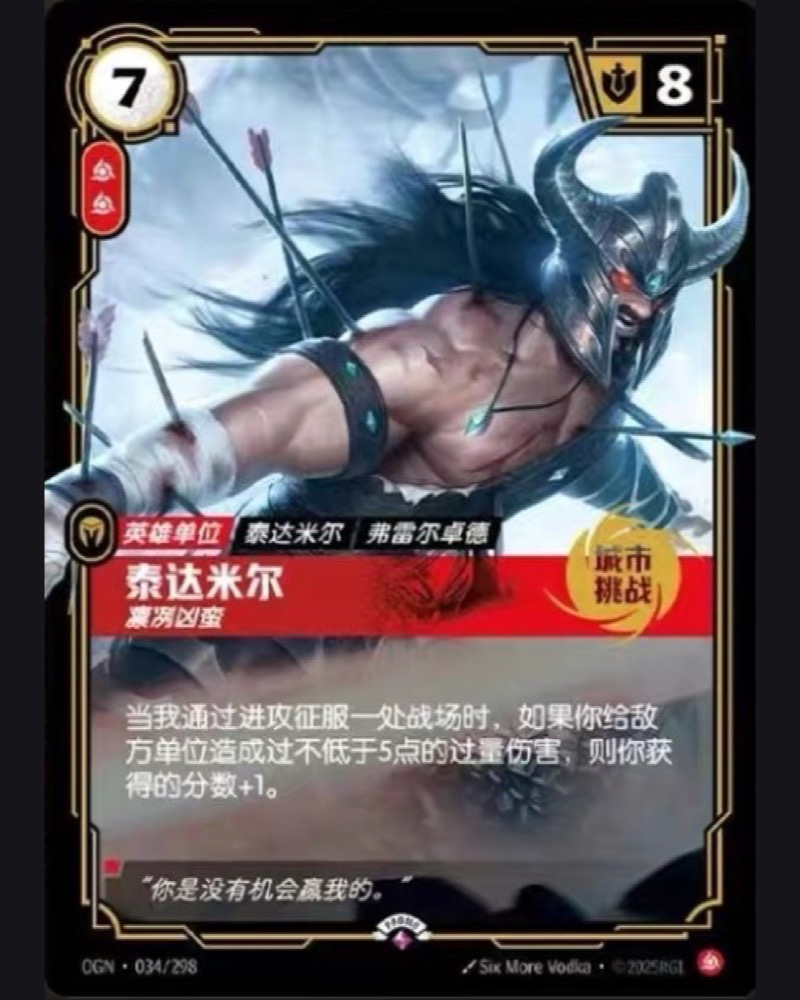 7
8
英雄单位 泰达米尔 弗雷尔卓德
泰达米尔
凛冽凶蛮
城市
挑战
当我通过进攻征服一处战场时，如果你给敌
方单位造成过不低于5点的过量伤害，则你获
得的分数+1。
“你是没有机会赢我的。”
OGN • 034/298
Six More Vodka • ©2025RGI